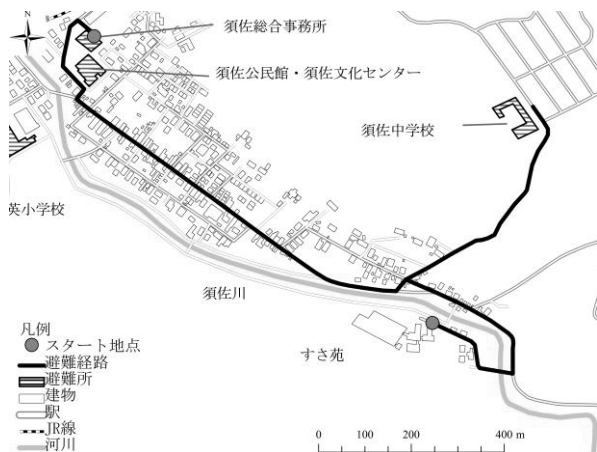 須佐総合事務所
須佐公民館・須佐文化センター
須佐中学校
英小学校
須佐川
すさ苑
凡例
スタート地点
避難経路
避難所
建物
駅
JR線
河川
0 100 200 400 m